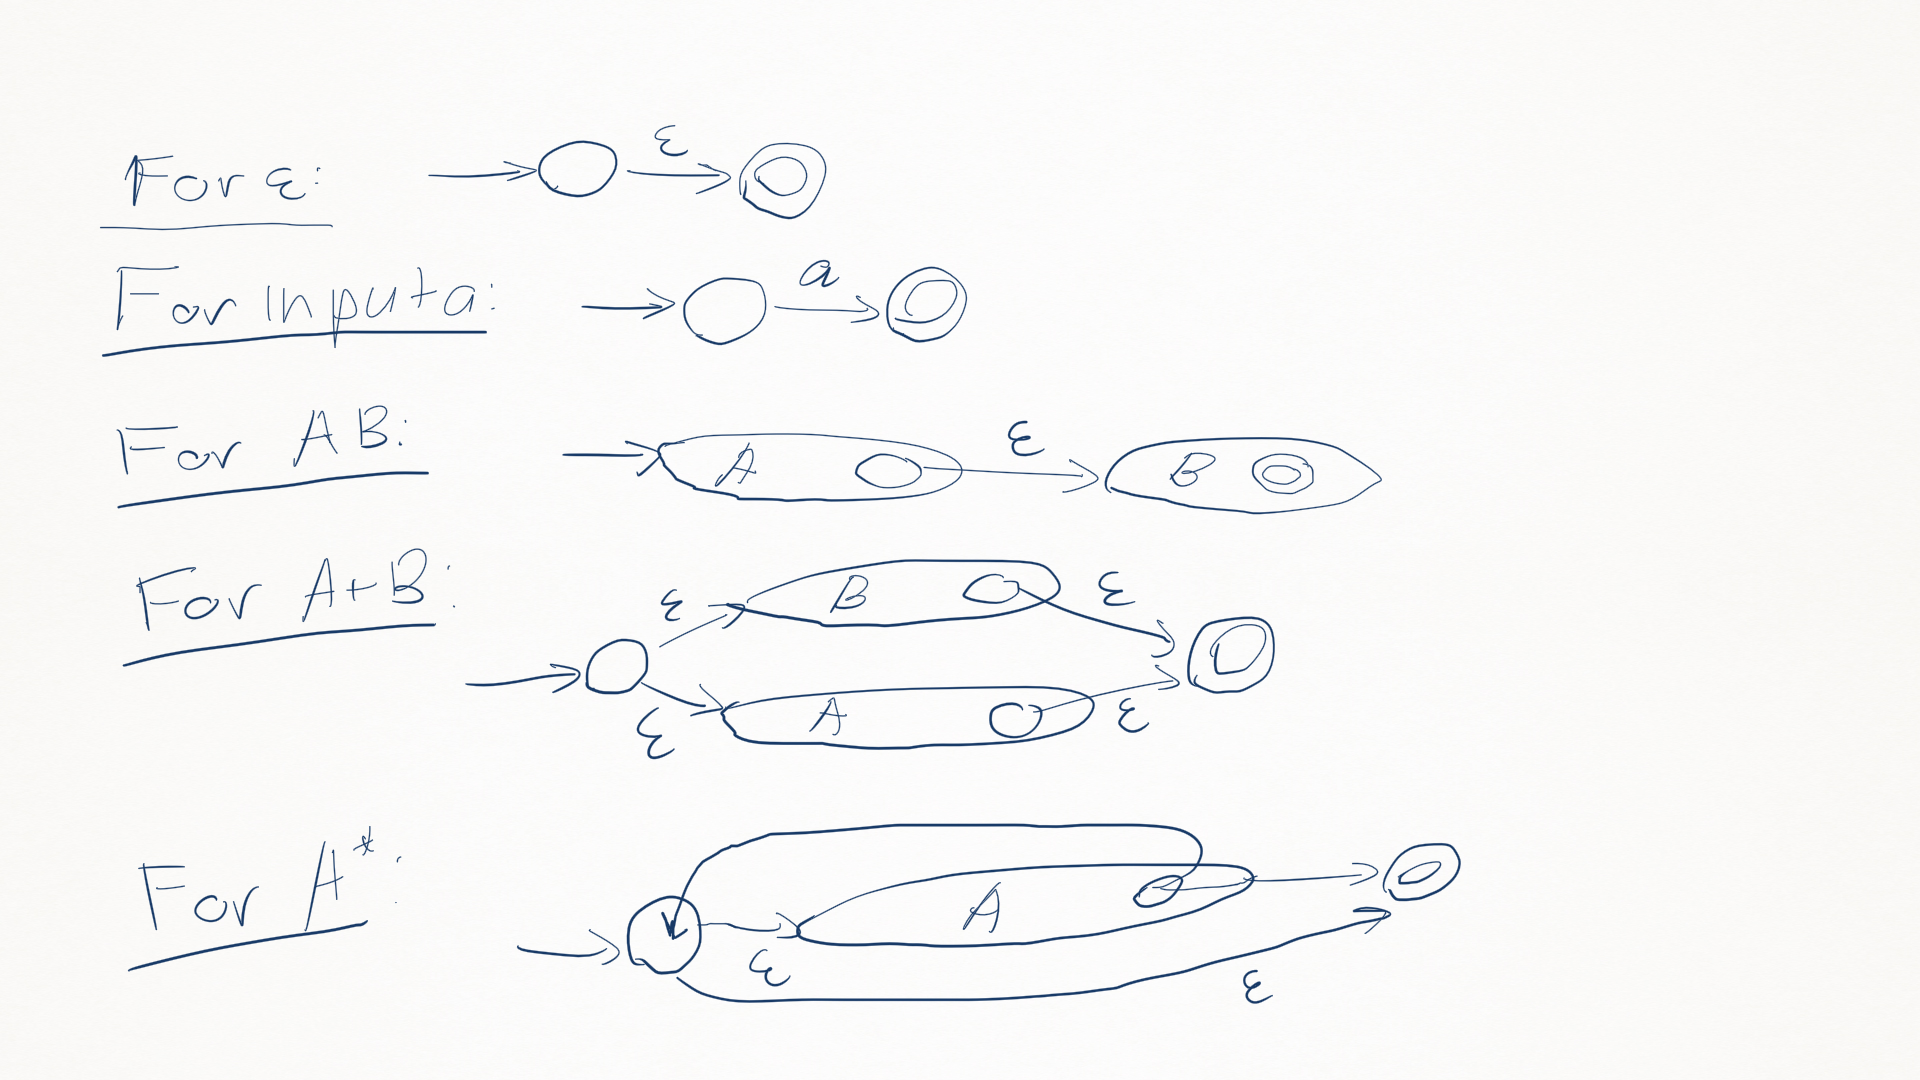 For ε: ε
For input a: a
For AB: A ε B
For A+B: ε B ε
ε A ε
For A*: A
ε ε